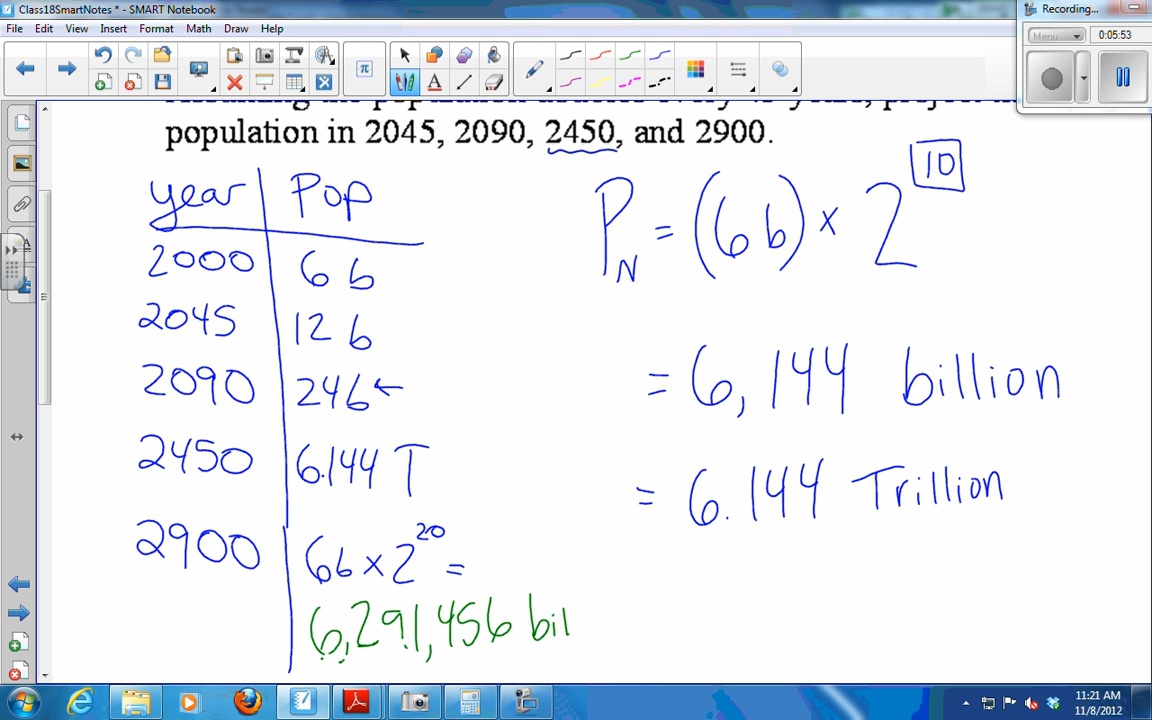 Class18SmartNotes * - SMART Notebook
Recording...
File Edit View Insert Format Math Draw Help
Menu
0:05:53
population in 2045, 2090, 2450, and 2900.
year Pop
2000 6 b
2045 12 b
2090 24b ←
2450 6.144 T
2900 6b × 2^20 =
6,291,456 bil
P_N = (6 b) × 2^10
= 6,144 billion
= 6.144 Trillion
11:21 AM
11/8/2012